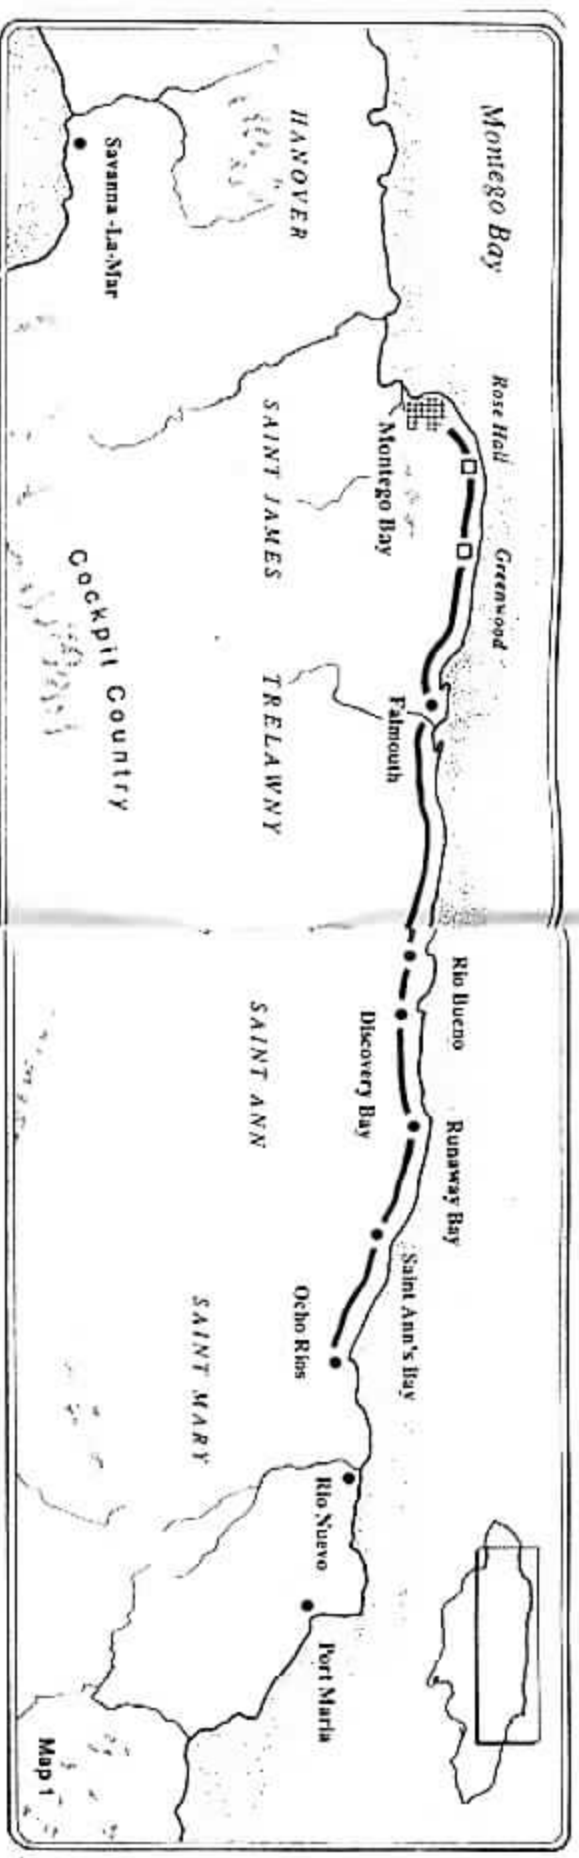 Montego Bay
Rose Hall
Greenwood
HANOVER
Savanna-La-Mar
Montego Bay
SAINT JAMES
Cockpit Country
TRELAWNY
Falmouth
Rio Bueno
Discovery Bay
SAINT ANN
Runaway Bay
Saint Ann's Bay
Ocho Rios
SAINT MARY
Rio Nuevo
Port Maria
Map 1